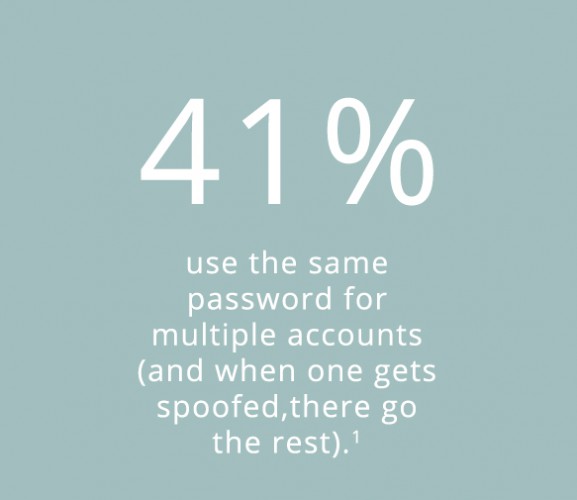 41%
use the same
password for
multiple accounts
(and when one gets
spoofed,there go
the rest).¹